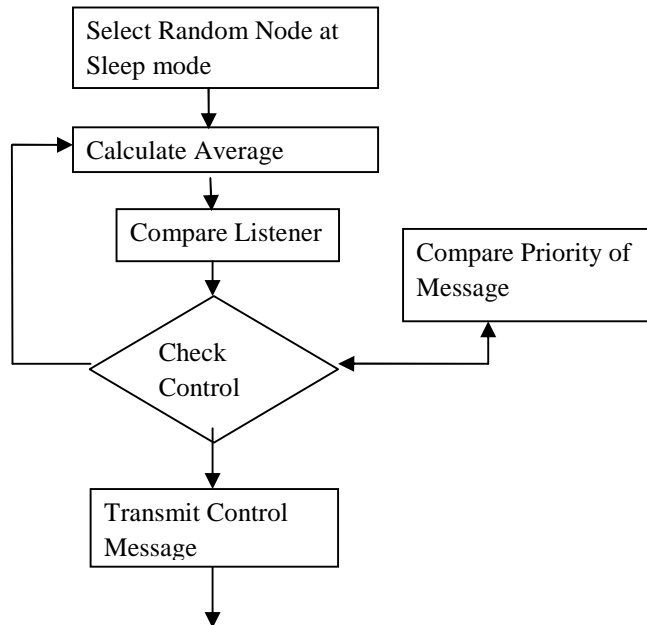 Select Random Node at
Sleep mode
Calculate Average
Compare Listener
Compare Priority of
Message
Check
Control
Transmit Control
Message